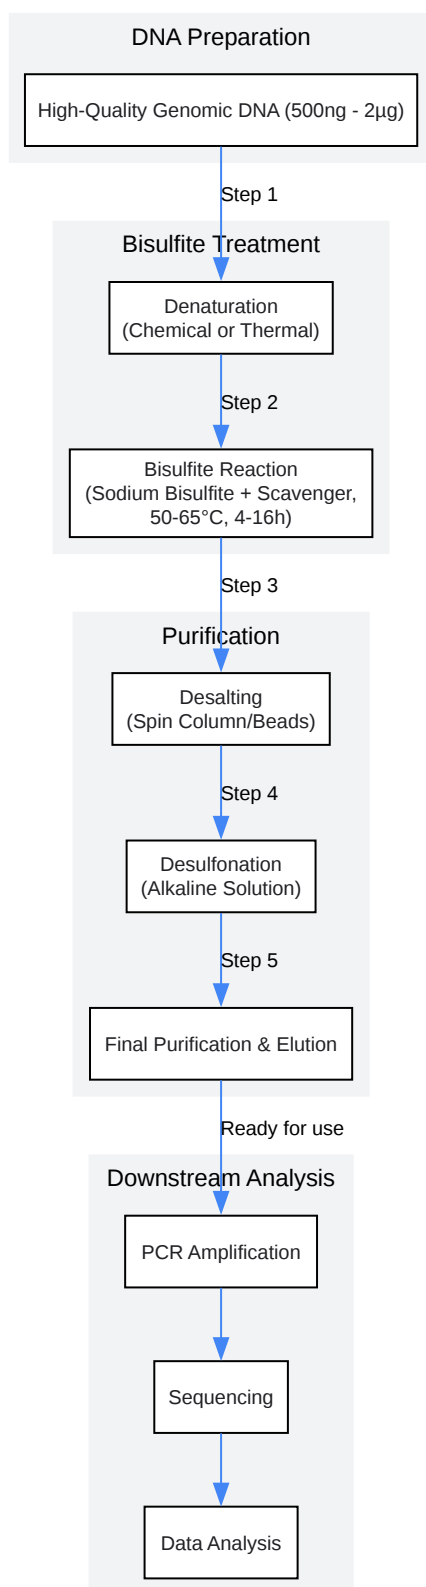 DNA Preparation
High-Quality Genomic DNA (500ng - 2µg)
Step 1
Bisulfite Treatment
Denaturation
(Chemical or Thermal)
Step 2
Bisulfite Reaction
(Sodium Bisulfite + Scavenger,
50-65°C, 4-16h)
Step 3
Purification
Desalting
(Spin Column/Beads)
Step 4
Desulfonation
(Alkaline Solution)
Step 5
Final Purification & Elution
Ready for use
Downstream Analysis
PCR Amplification
Sequencing
Data Analysis